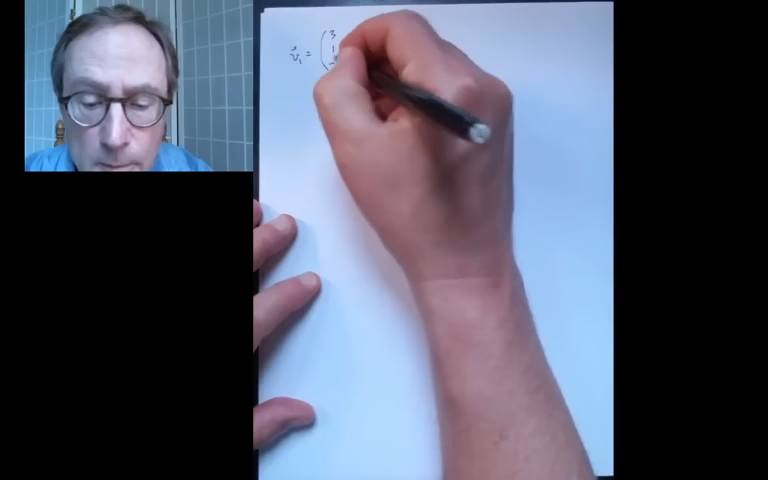 v⃗₁ = ( 3
1